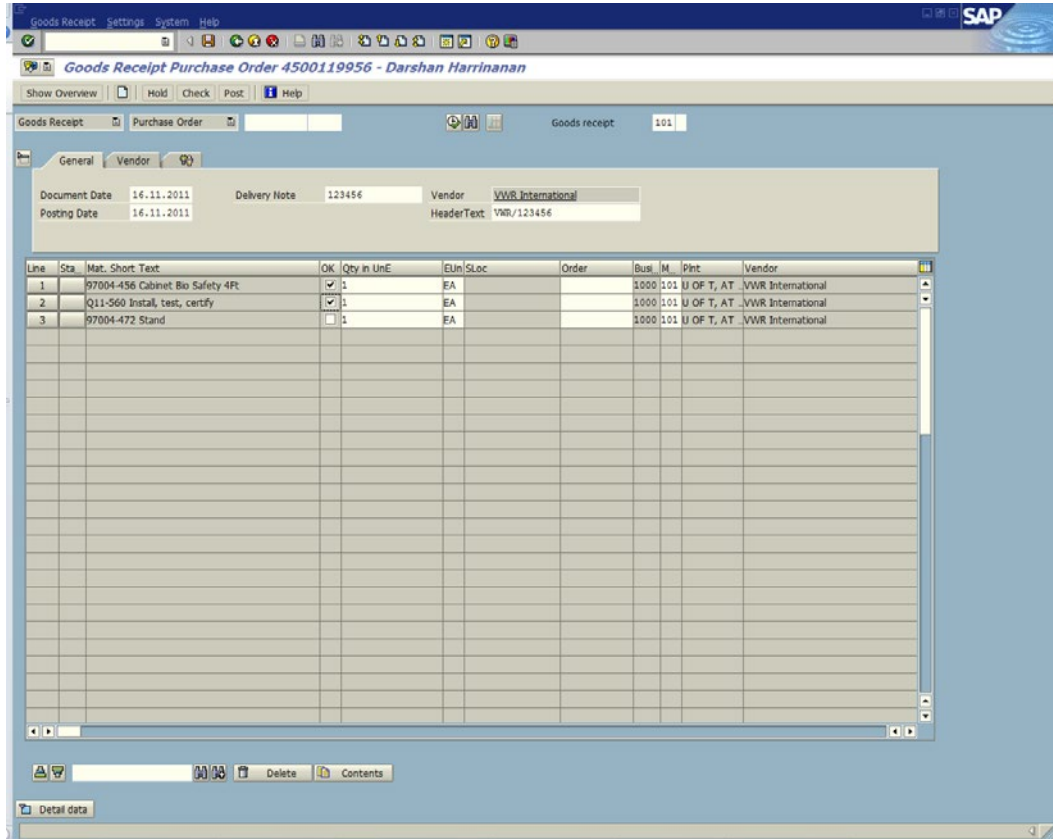 Goods Receipt Settings System Help
SAP
Goods Receipt Purchase Order 4500119956 - Darshan Harrinanan
Show Overview Hold Check Post Help
Goods Receipt Purchase Order Goods receipt 101
General Vendor
Document Date 16.11.2011 Delivery Note 123456 Vendor VWR International
Posting Date 16.11.2011 HeaderText VWR/123456
Line Sta_ Mat. Short Text OK Qty in UnE EUn SLoc Order Busi_ M_ Plnt Vendor
1 97004-456 Cabinet Bio Safety 4Ft 1 EA 1000 101 U OF T, AT _ VWR International
2 Q11-560 Install, test, certify 1 EA 1000 101 U OF T, AT _ VWR International
3 97004-472 Stand 1 EA 1000 101 U OF T, AT _ VWR International
Delete Contents
Detail data